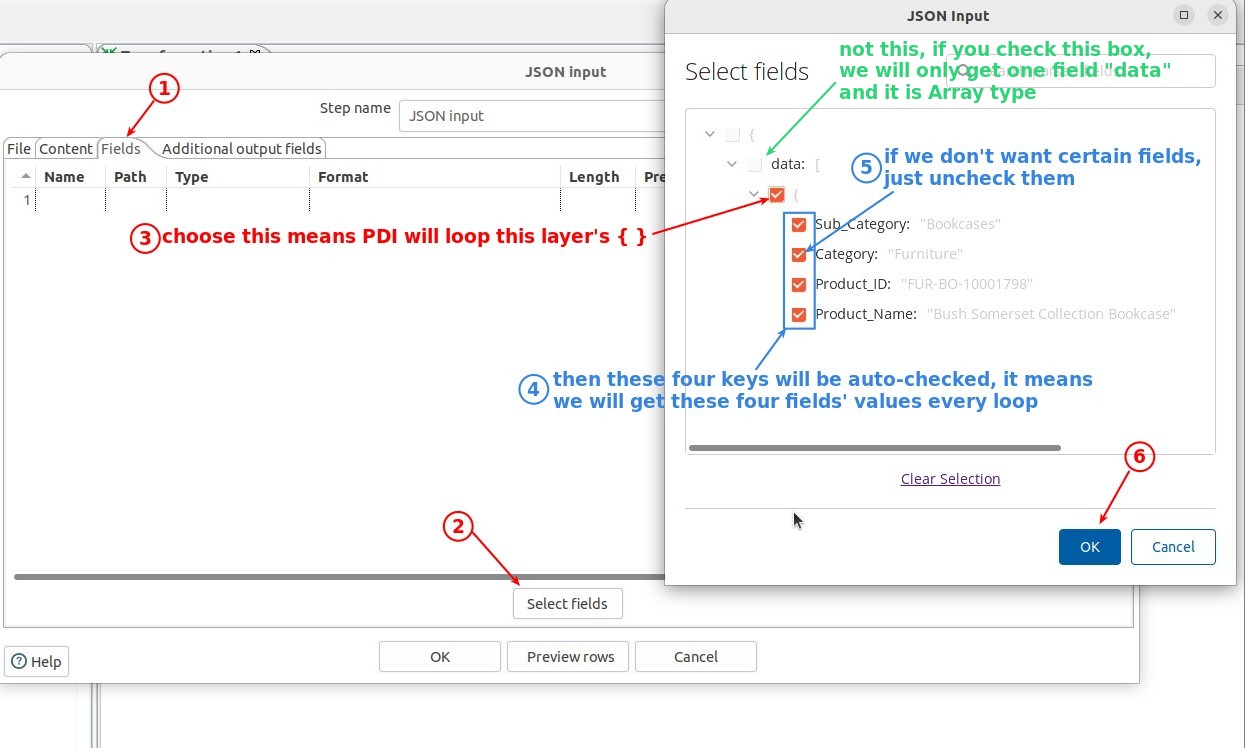 JSON Input
Select fields
not this, if you check this box,
we will only get one field "data"
and it is Array type
JSON input
1
Step name
JSON input
File
Content
Fields
Additional output fields
Name
Path
Type
Format
Length
Pre
1
{
data: [
{
5
if we don't want certain fields,
just uncheck them
3
choose this means PDI will loop this layer's { }
Sub_Category: "Bookcases"
Category: "Furniture"
Product_ID: "FUR-BO-10001798"
Product_Name: "Bush Somerset Collection Bookcase"
4
then these four keys will be auto-checked, it means
we will get these four fields' values every loop
6
Clear Selection
2
OK
Cancel
Select fields
Help
OK
Preview rows
Cancel